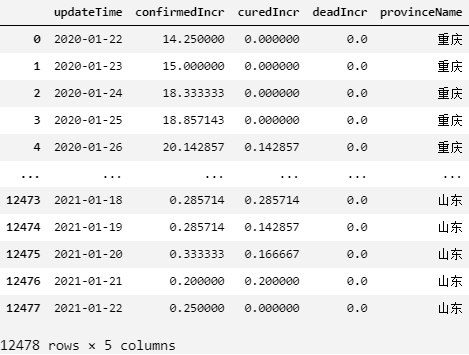 updateTime confirmedIncr curedIncr deadIncr provinceName
0 2020-01-22 14.250000 0.000000 0.0 重庆
1 2020-01-23 15.000000 0.000000 0.0 重庆
2 2020-01-24 18.333333 0.000000 0.0 重庆
3 2020-01-25 18.857143 0.000000 0.0 重庆
4 2020-01-26 20.142857 0.142857 0.0 重庆
... ... ... ... ... ...
12473 2021-01-18 0.285714 0.285714 0.0 山东
12474 2021-01-19 0.285714 0.142857 0.0 山东
12475 2021-01-20 0.333333 0.166667 0.0 山东
12476 2021-01-21 0.200000 0.200000 0.0 山东
12477 2021-01-22 0.250000 0.000000 0.0 山东
12478 rows × 5 columns